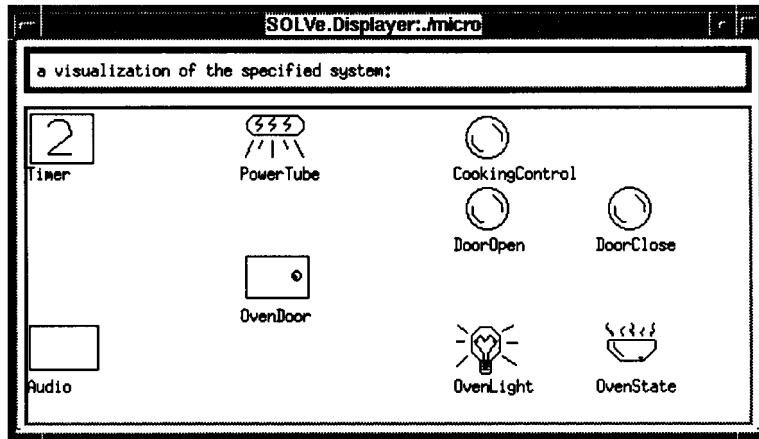 SOLVe.Displayer:./micro
a visualization of the specified system:
2
Timer
PowerTube
CookingControl
DoorOpen
DoorClose
OvenDoor
Audio
OvenLight
OvenState